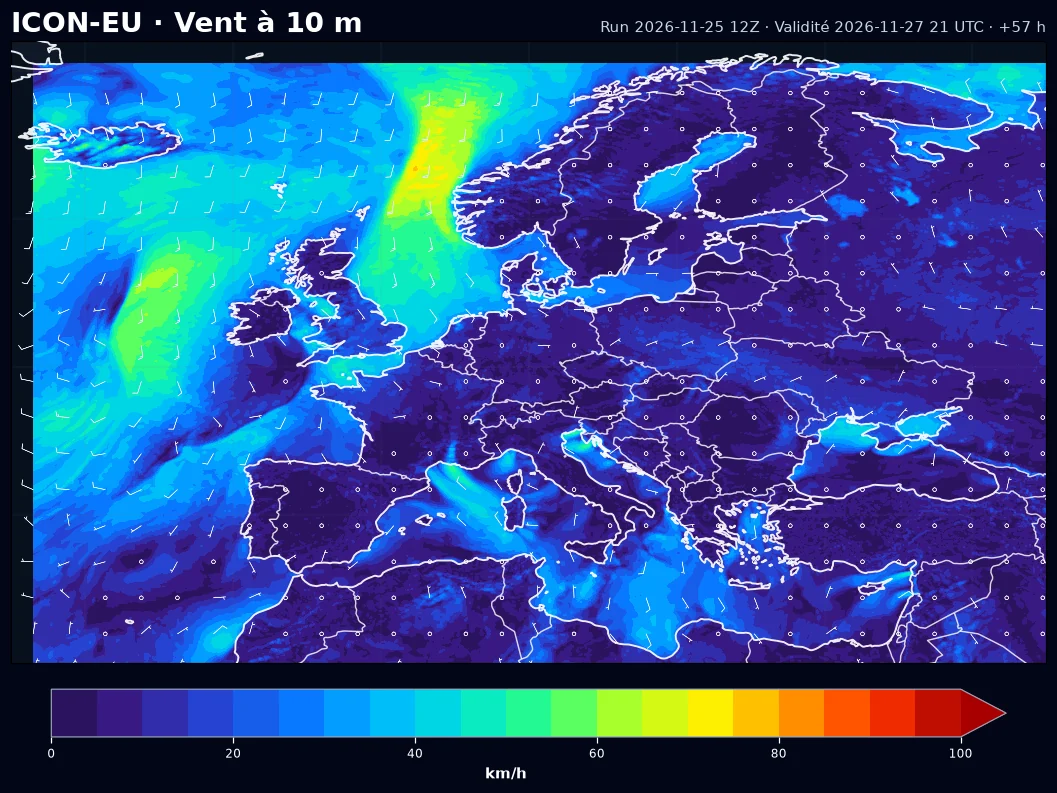 ICON-EU · Vent à 10 m
Run 2026-11-25 12Z · Validité 2026-11-27 21 UTC · +57 h
0 20 40 60 80 100
km/h